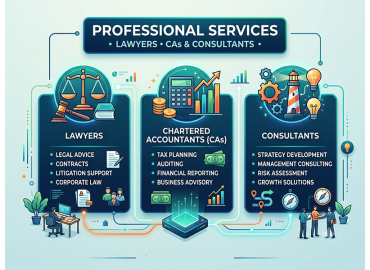 PROFESSIONAL SERVICES
LAWYERS • CAs & CONSULTANTS •
LAWYERS
• LEGAL ADVICE
• CONTRACTS
• LITIGATION SUPPORT
• CORPORATE LAW
CHARTERED
ACCOUNTANTS (CAs)
• TAX PLANNING
• AUDITING
• FINANCIAL REPORTING
• BUSINESS ADVISORY
CONSULTANTS
• STRATEGY DEVELOPMENT
• MANAGEMENT CONSULTING
• RISK ASSESSMENT
• GROWTH SOLUTIONS